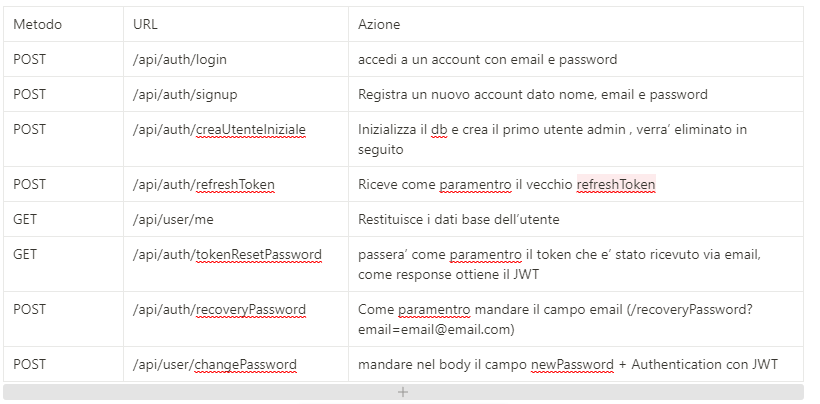 Metodo URL Azione
POST /api/auth/login accedi a un account con email e password
POST /api/auth/signup Registra un nuovo account dato nome, email e password
POST /api/auth/creaUtenteIniziale Inizializza il db e crea il primo utente admin , verra’ eliminato in
seguito
POST /api/auth/refreshToken Riceve come paramentro il vecchio refreshToken
GET /api/user/me Restituisce i dati base dell’utente
GET /api/auth/tokenResetPassword passera’ come paramentro il token che e’ stato ricevuto via email,
come response ottiene il JWT
POST /api/auth/recoveryPassword Come paramentro mandare il campo email (/recoveryPassword?
email=email@email.com)
POST /api/user/changePassword mandare nel body il campo newPassword + Authentication con JWT
+